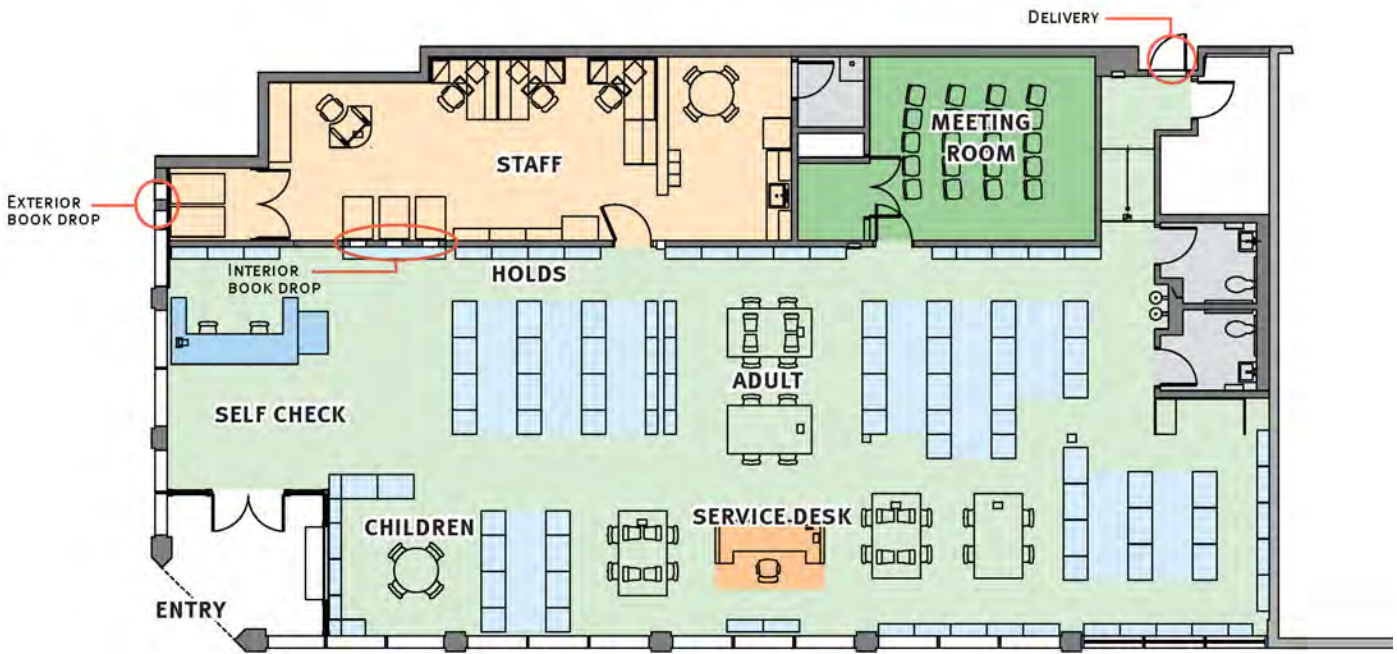 DELIVERY
MEETING
ROOM
STAFF
EXTERIOR
BOOK DROP
INTERIOR
BOOK DROP
HOLDS
ADULT
SELF CHECK
SERVICE DESK
CHILDREN
ENTRY